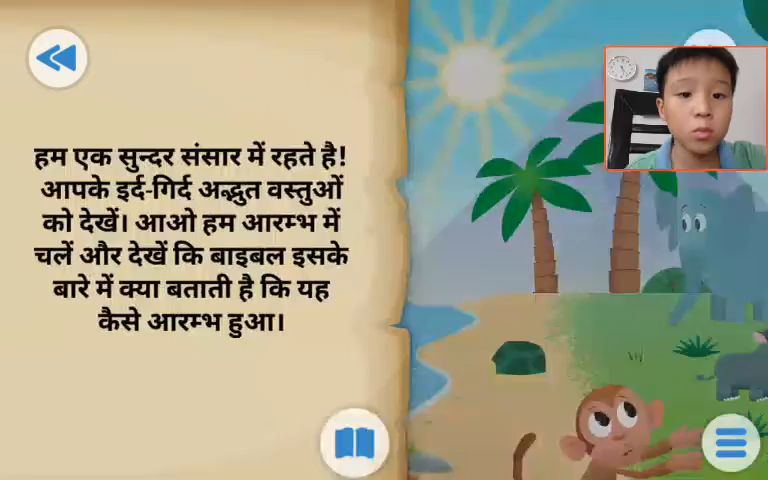 हम एक सुन्दर संसार में रहते है!
आपके इर्द-गिर्द अद्भुत वस्तुओं
को देखें। आओ हम आरम्भ में
चलें और देखें कि बाइबल इसके
बारे में क्या बताती है कि यह
कैसे आरम्भ हुआ।